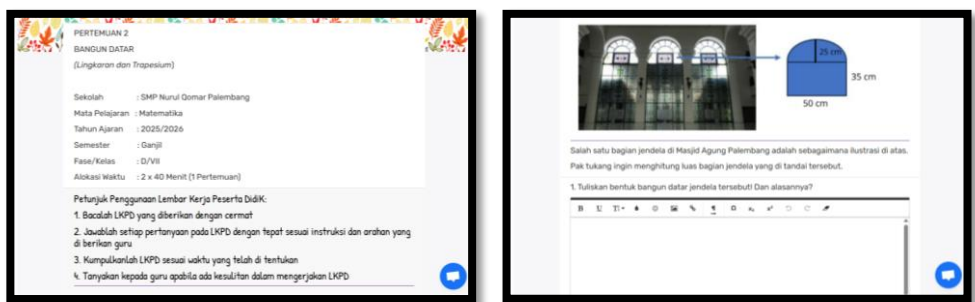 PERTEMUAN 2
BANGUN DATAR
(Lingkaran dan Trapesium)
Sekolah : SMP Nurul Qomar Palembang
Mata Pelajaran : Matematika
Tahun Ajaran : 2025/2026
Semester : Ganjil
Fase/Kelas : D/VII
Alokasi Waktu : 2 x 40 Menit (1 Pertemuan)
Petunjuk Penggunaan Lembar Kerja Peserta Didik:
1. Bacalah LKPD yang diberikan dengan cermat
2. Jawablah setiap pertanyaan pada LKPD dengan tepat sesuai instruksi dan arahan yang
di berikan guru
3. Kumpulkanlah LKPD sesuai waktu yang telah di tentukan
4. Tanyakan kepada guru apabila ada kesulitan dalam mengerjakan LKPD
25 cm
35 cm
50 cm
Salah satu bagian jendela di Masjid Agung Palembang adalah sebagaimana ilustrasi di atas.
Pak tukang ingin menghitung luas bagian jendela yang di tandai tersebut.
1. Tuliskan bentuk bangun datar jendela tersebut! Dan alasannya?